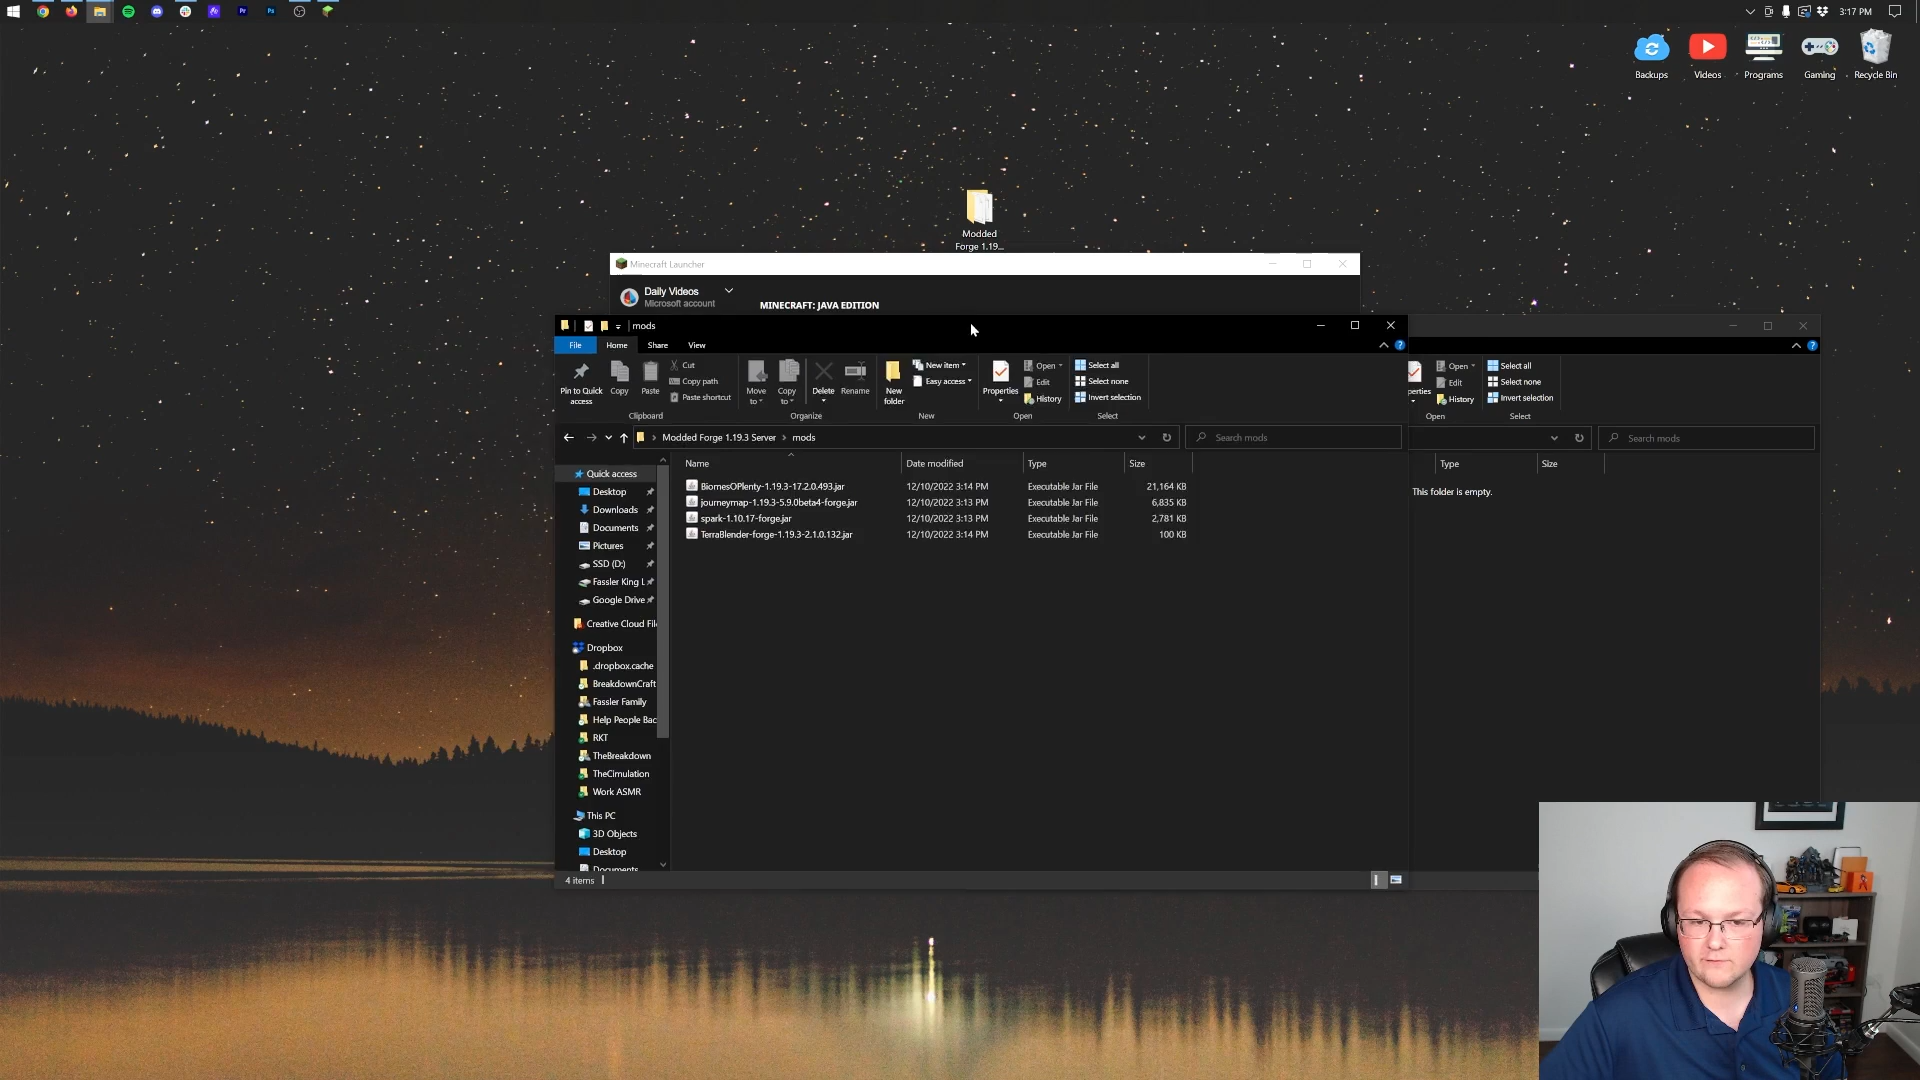 3:17 PM
Backups
Videos
Programs
Gaming
Recycle Bin
Modded
Forge 1.19...
Minecraft Launcher
Daily Videos
Microsoft account
MINECRAFT: JAVA EDITION
mods
File Home Share View
Pin to Quick access
Copy
Paste
Cut
Copy path
Paste shortcut
Clipboard
Move to
Copy to
Delete
Rename
Organize
New folder
New item
Easy access
New
Properties
Open
Edit
History
Open
Select all
Select none
Invert selection
Select
perties
Open
Edit
History
Open
Select all
Select none
Invert selection
Select
Modded Forge 1.19.3 Server > mods
Search mods
Search mods
Name Date modified Type Size
BiomesOPlenty-1.19.3-17.2.0.493.jar 12/10/2022 3:14 PM Executable Jar File 21,164 KB
journeymap-1.19.3-5.9.0beta4-forge.jar 12/10/2022 3:13 PM Executable Jar File 6,835 KB
spark-1.10.17-forge.jar 12/10/2022 3:13 PM Executable Jar File 2,781 KB
TerraBlender-forge-1.19.3-2.1.0.132.jar 12/10/2022 3:14 PM Executable Jar File 100 KB
Type Size
This folder is empty.
Quick access
Desktop
Downloads
Documents
Pictures
SSD (D:)
Fassler King L
Google Drive
Creative Cloud File
Dropbox
.dropbox.cache
BreakdownCraft
Fassler Family
Help People Bac
RKT
TheBreakdown
TheCimulation
Work ASMR
This PC
3D Objects
Desktop
Documents
4 items